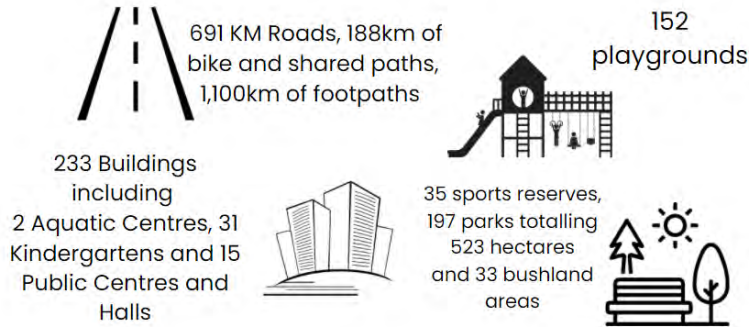 691 KM Roads, 188km of
bike and shared paths,
1,100km of footpaths
152
playgrounds
233 Buildings
including
2 Aquatic Centres, 31
Kindergartens and 15
Public Centres and
Halls
35 sports reserves,
197 parks totalling
523 hectares
and 33 bushland
areas